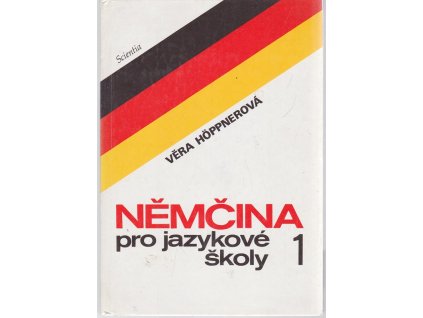 Scientia
VĚRA HÖPPNEROVÁ
NĚMČINA
pro jazykové
školy 1